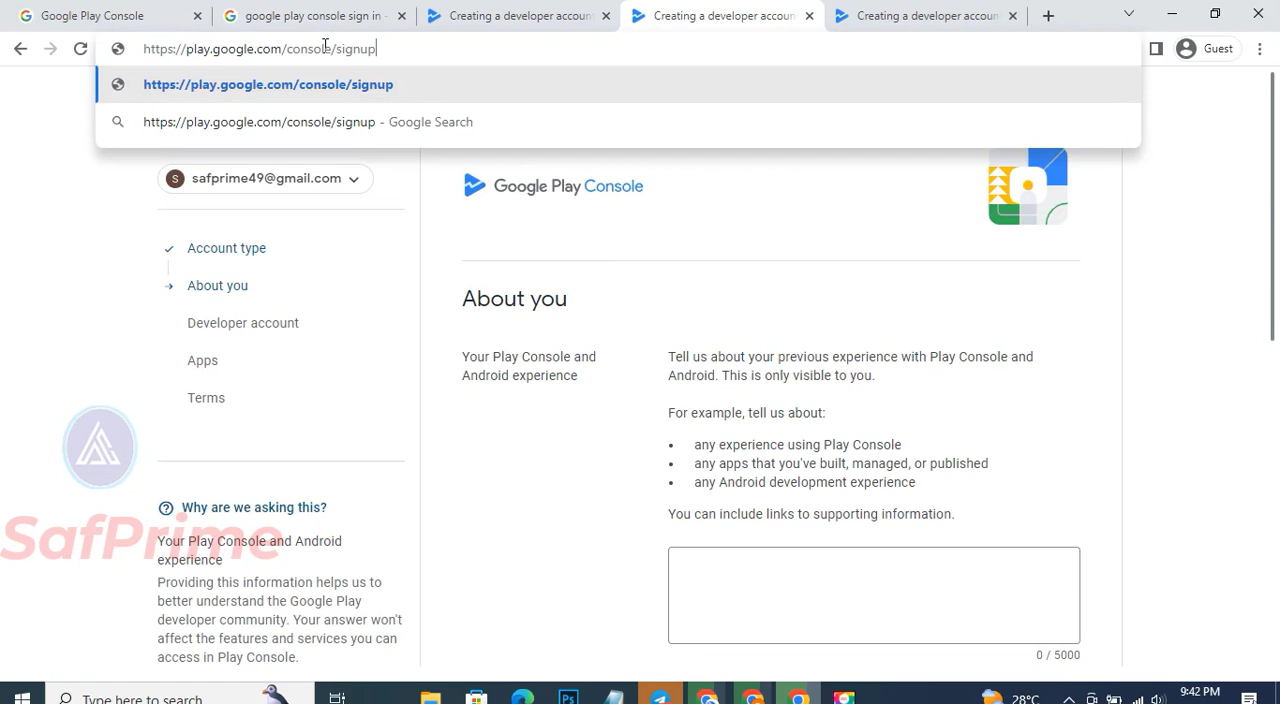 Google Play Console
google play console sign in -
Creating a developer accoun
Creating a developer accoun
Creating a developer accoun
https://play.google.com/console/signup
Guest
https://play.google.com/console/signup
https://play.google.com/console/signup - Google Search
S safprime49@gmail.com
Google Play Console
Account type
About you
Developer account
Apps
Terms
About you
Your Play Console and
Android experience
Tell us about your previous experience with Play Console and
Android. This is only visible to you.
For example, tell us about:
• any experience using Play Console
• any apps that you've built, managed, or published
• any Android development experience
You can include links to supporting information.
0 / 5000
Why are we asking this?
Your Play Console and Android
experience
Providing this information helps us to
better understand the Google Play
developer community. Your answer won't
affect the features and services you can
access in Play Console.
SafPrime
Type here to search
Ps
28°C
9:42 PM